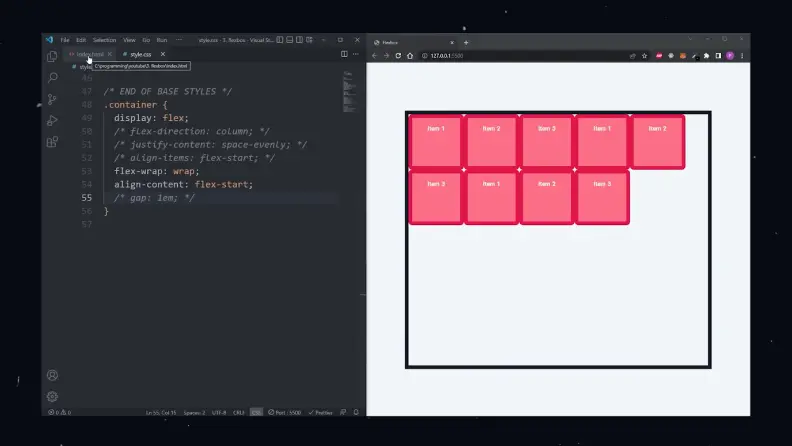 File Edit Selection View Go Run ···
style.css - 3. flexbox - Visual St...
index.html
style.css
C:\programming\youtube\3. flexbox\index.html
46
47 /* END OF BASE STYLES */
48 .container {
49 display: flex;
50 /* flex-direction: column; */
51 /* justify-content: space-evenly; */
52 /* align-items: flex-start; */
53 flex-wrap: wrap;
54 align-content: flex-start;
55 /* gap: 1em; */
56 }
57
Ln 55, Col 15 Spaces: 2 UTF-8 CRLF CSS Port : 5500 Prettier
Flexbox
127.0.0.1:5500
Item 1 Item 2 Item 3 Item 1 Item 2
Item 3 Item 1 Item 2 Item 3